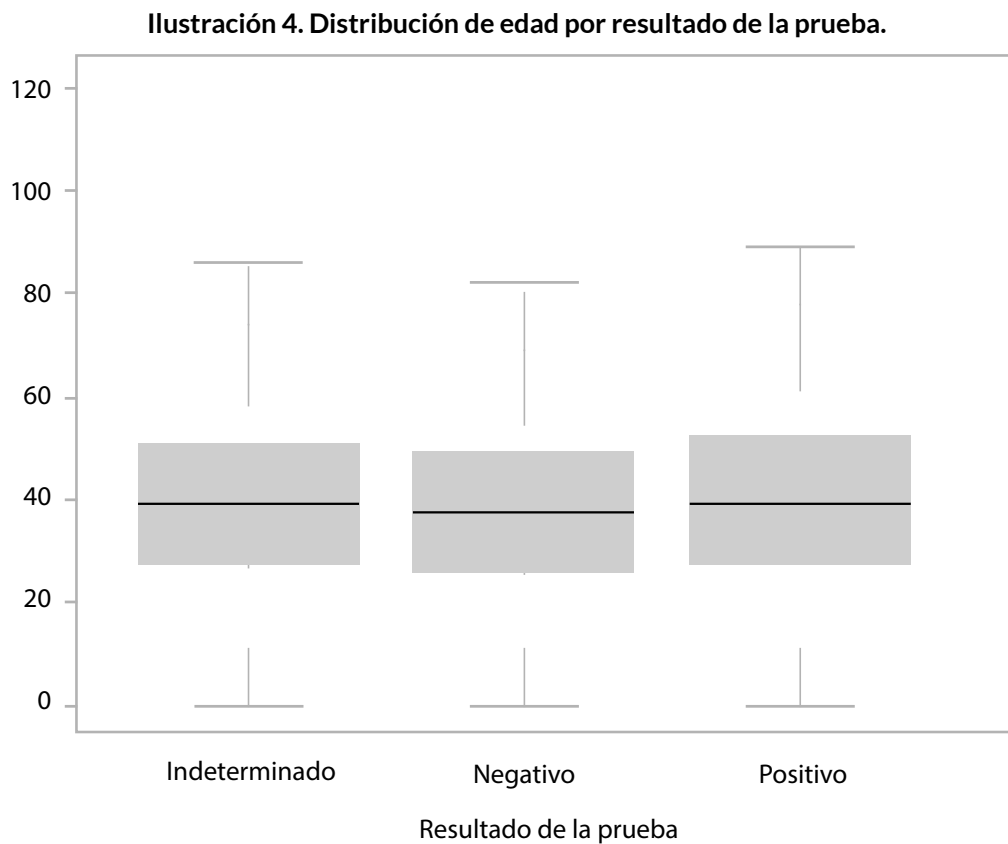 Ilustración 4. Distribución de edad por resultado de la prueba.
120
100
80
60
40
20
0
Indeterminado Negativo Positivo
Resultado de la prueba